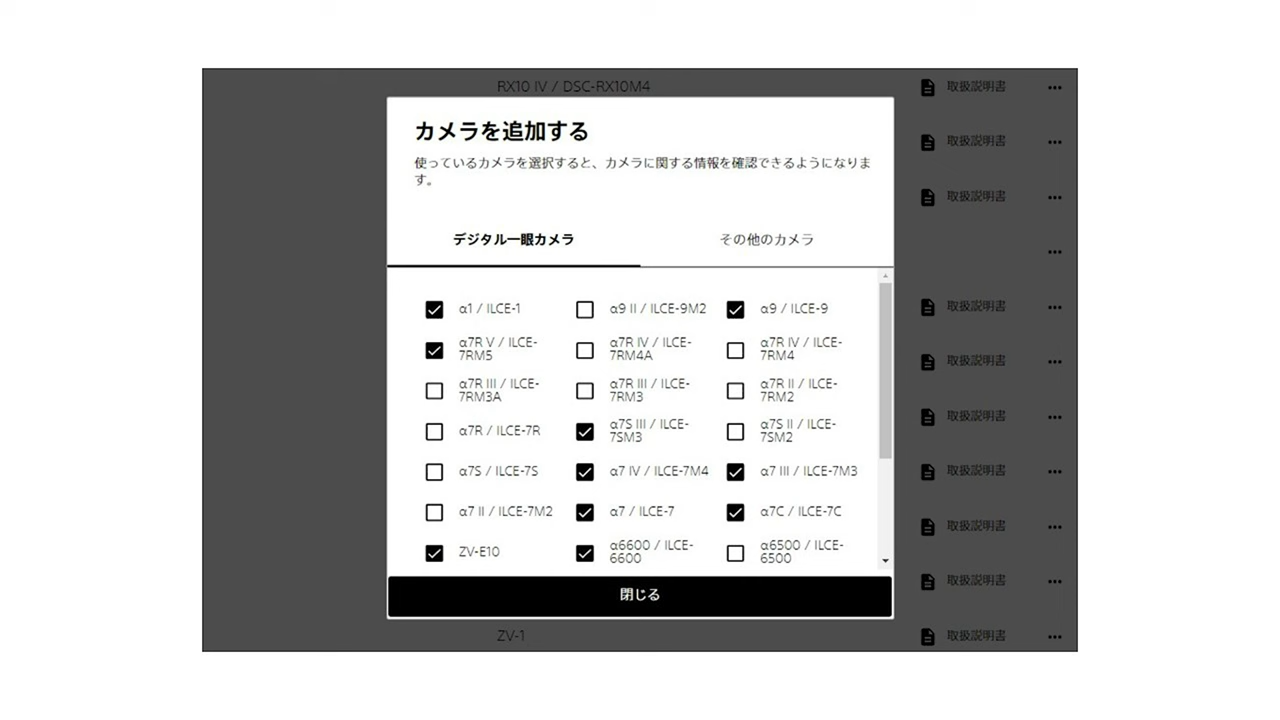 RX10 IV / DSC-RX10M4
取扱説明書
カメラを追加する
使っているカメラを選択すると、カメラに関する情報を確認できるようになりま
す。
取扱説明書
取扱説明書
デジタル一眼カメラ
その他のカメラ
α1 / ILCE-1
α9 II / ILCE-9M2
α9 / ILCE-9
取扱説明書
α7R V / ILCE-
7RM5
α7R IV / ILCE-
7RM4A
α7R IV / ILCE-
7RM4
取扱説明書
α7R III / ILCE-
7RM3A
α7R III / ILCE-
7RM3
α7R II / ILCE-
7RM2
取扱説明書
α7R / ILCE-7R
α7S III / ILCE-
7SM3
α7S II / ILCE-
7SM2
α7S / ILCE-7S
α7 IV / ILCE-7M4
α7 III / ILCE-7M3
取扱説明書
α7 II / ILCE-7M2
α7 / ILCE-7
α7C / ILCE-7C
取扱説明書
ZV-E10
α6600 / ILCE-
6600
α6500 / ILCE-
6500
取扱説明書
閉じる
ZV-1
取扱説明書